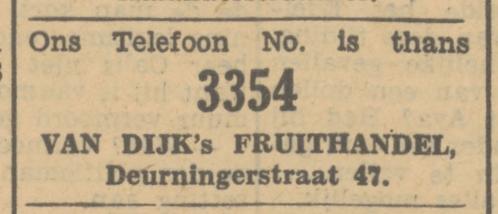 Ons Telefoon No. is thans
3354
VAN DIJK's FRUITHANDEL,
Deurningerstraat 47.